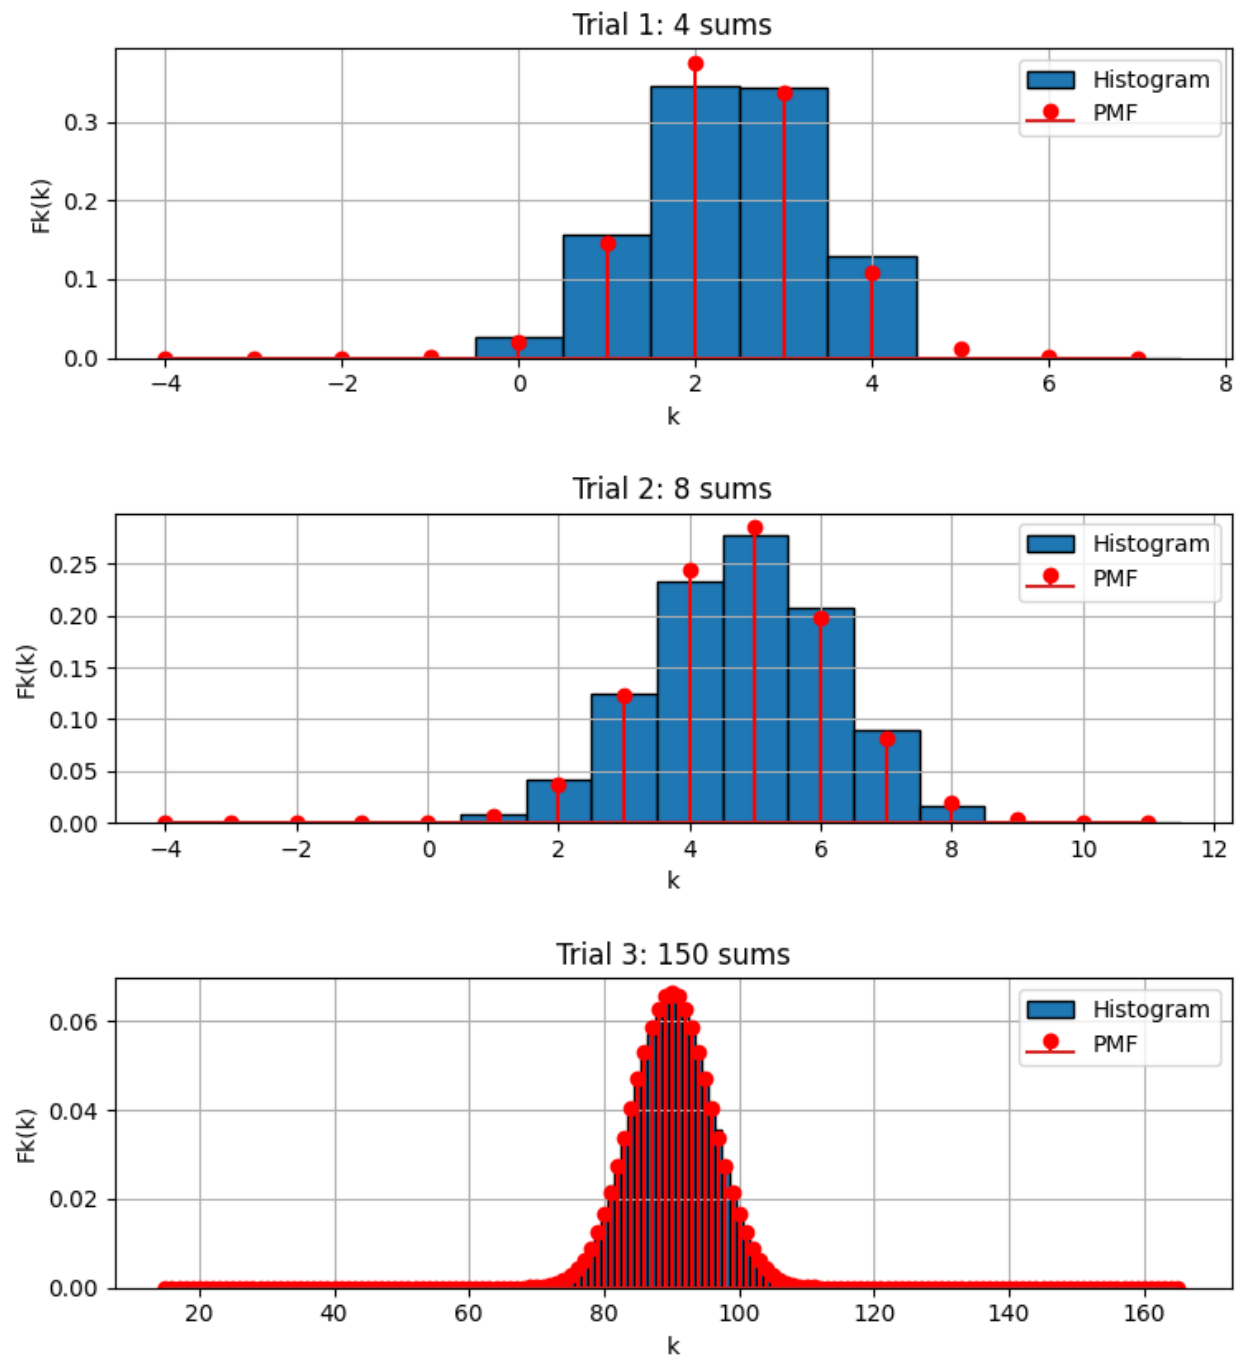 Trial 1: 4 sums
Histogram
PMF
Fk(k)
0.3
0.2
0.1
0.0
−4 −2 0 2 4 6 8
k
Trial 2: 8 sums
Histogram
PMF
Fk(k)
0.25
0.20
0.15
0.10
0.05
0.00
−4 −2 0 2 4 6 8 10 12
k
Trial 3: 150 sums
Histogram
PMF
Fk(k)
0.06
0.04
0.02
0.00
20 40 60 80 100 120 140 160
k